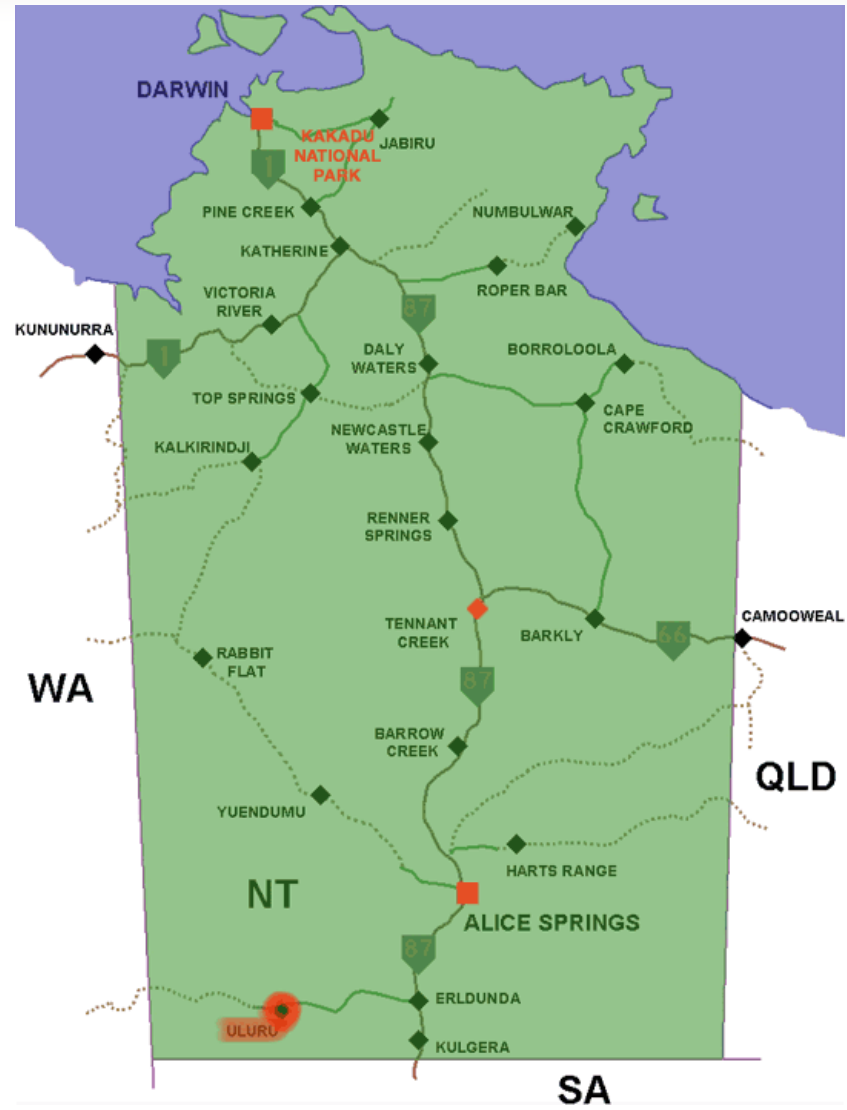 DARWIN
KAKADU
NATIONAL
PARK
JABIRU
1
PINE CREEK
NUMBULWAR
KATHERINE
ROPER BAR
VICTORIA
RIVER
87
KUNUNURRA
1
DALY
WATERS
BORROLOOLA
TOP SPRINGS
CAPE
CRAWFORD
NEWCASTLE
WATERS
KALKIRINDJI
RENNER
SPRINGS
TENNANT
CREEK
BARKLY
66
CAMOOWEAL
RABBIT
FLAT
WA
87
BARROW
CREEK
QLD
YUENDUMU
HARTS RANGE
NT
ALICE SPRINGS
87
ERLDUNDA
ULURU
KULGERA
SA